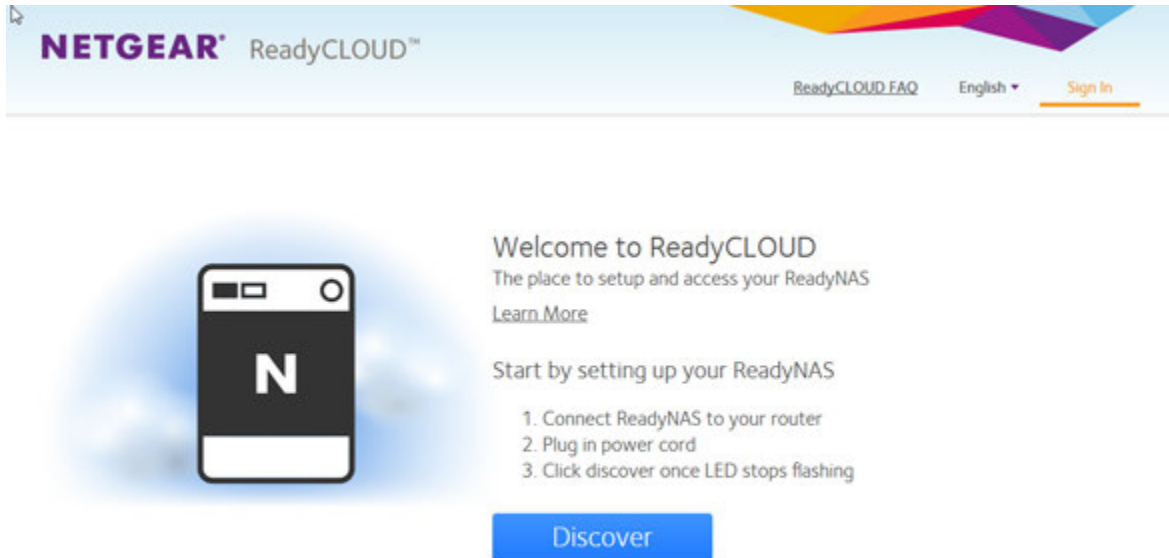 NETGEAR® ReadyCLOUD™
ReadyCLOUD FAQ English Sign In
Welcome to ReadyCLOUD
The place to setup and access your ReadyNAS
Learn More
Start by setting up your ReadyNAS
1. Connect ReadyNAS to your router
2. Plug in power cord
3. Click discover once LED stops flashing
N
Discover